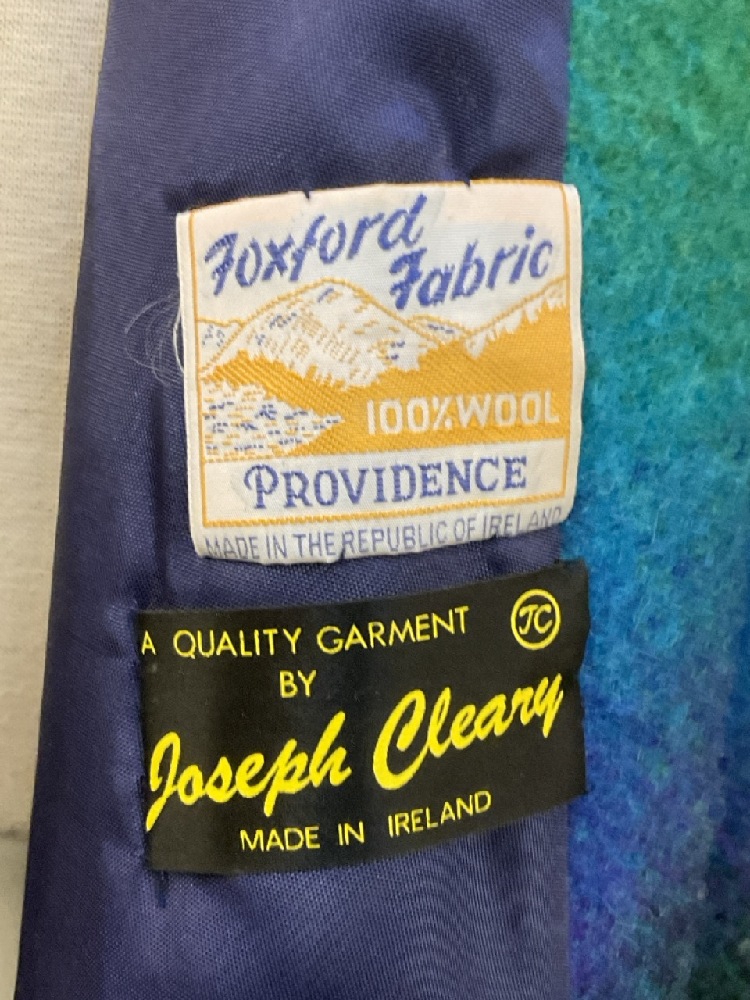 Foxford
Fabric
100%WOOL
PROVIDENCE
MADE IN THE REPUBLIC OF IRELAND
A QUALITY GARMENT
JC
BY
Joseph Cleary
MADE IN IRELAND